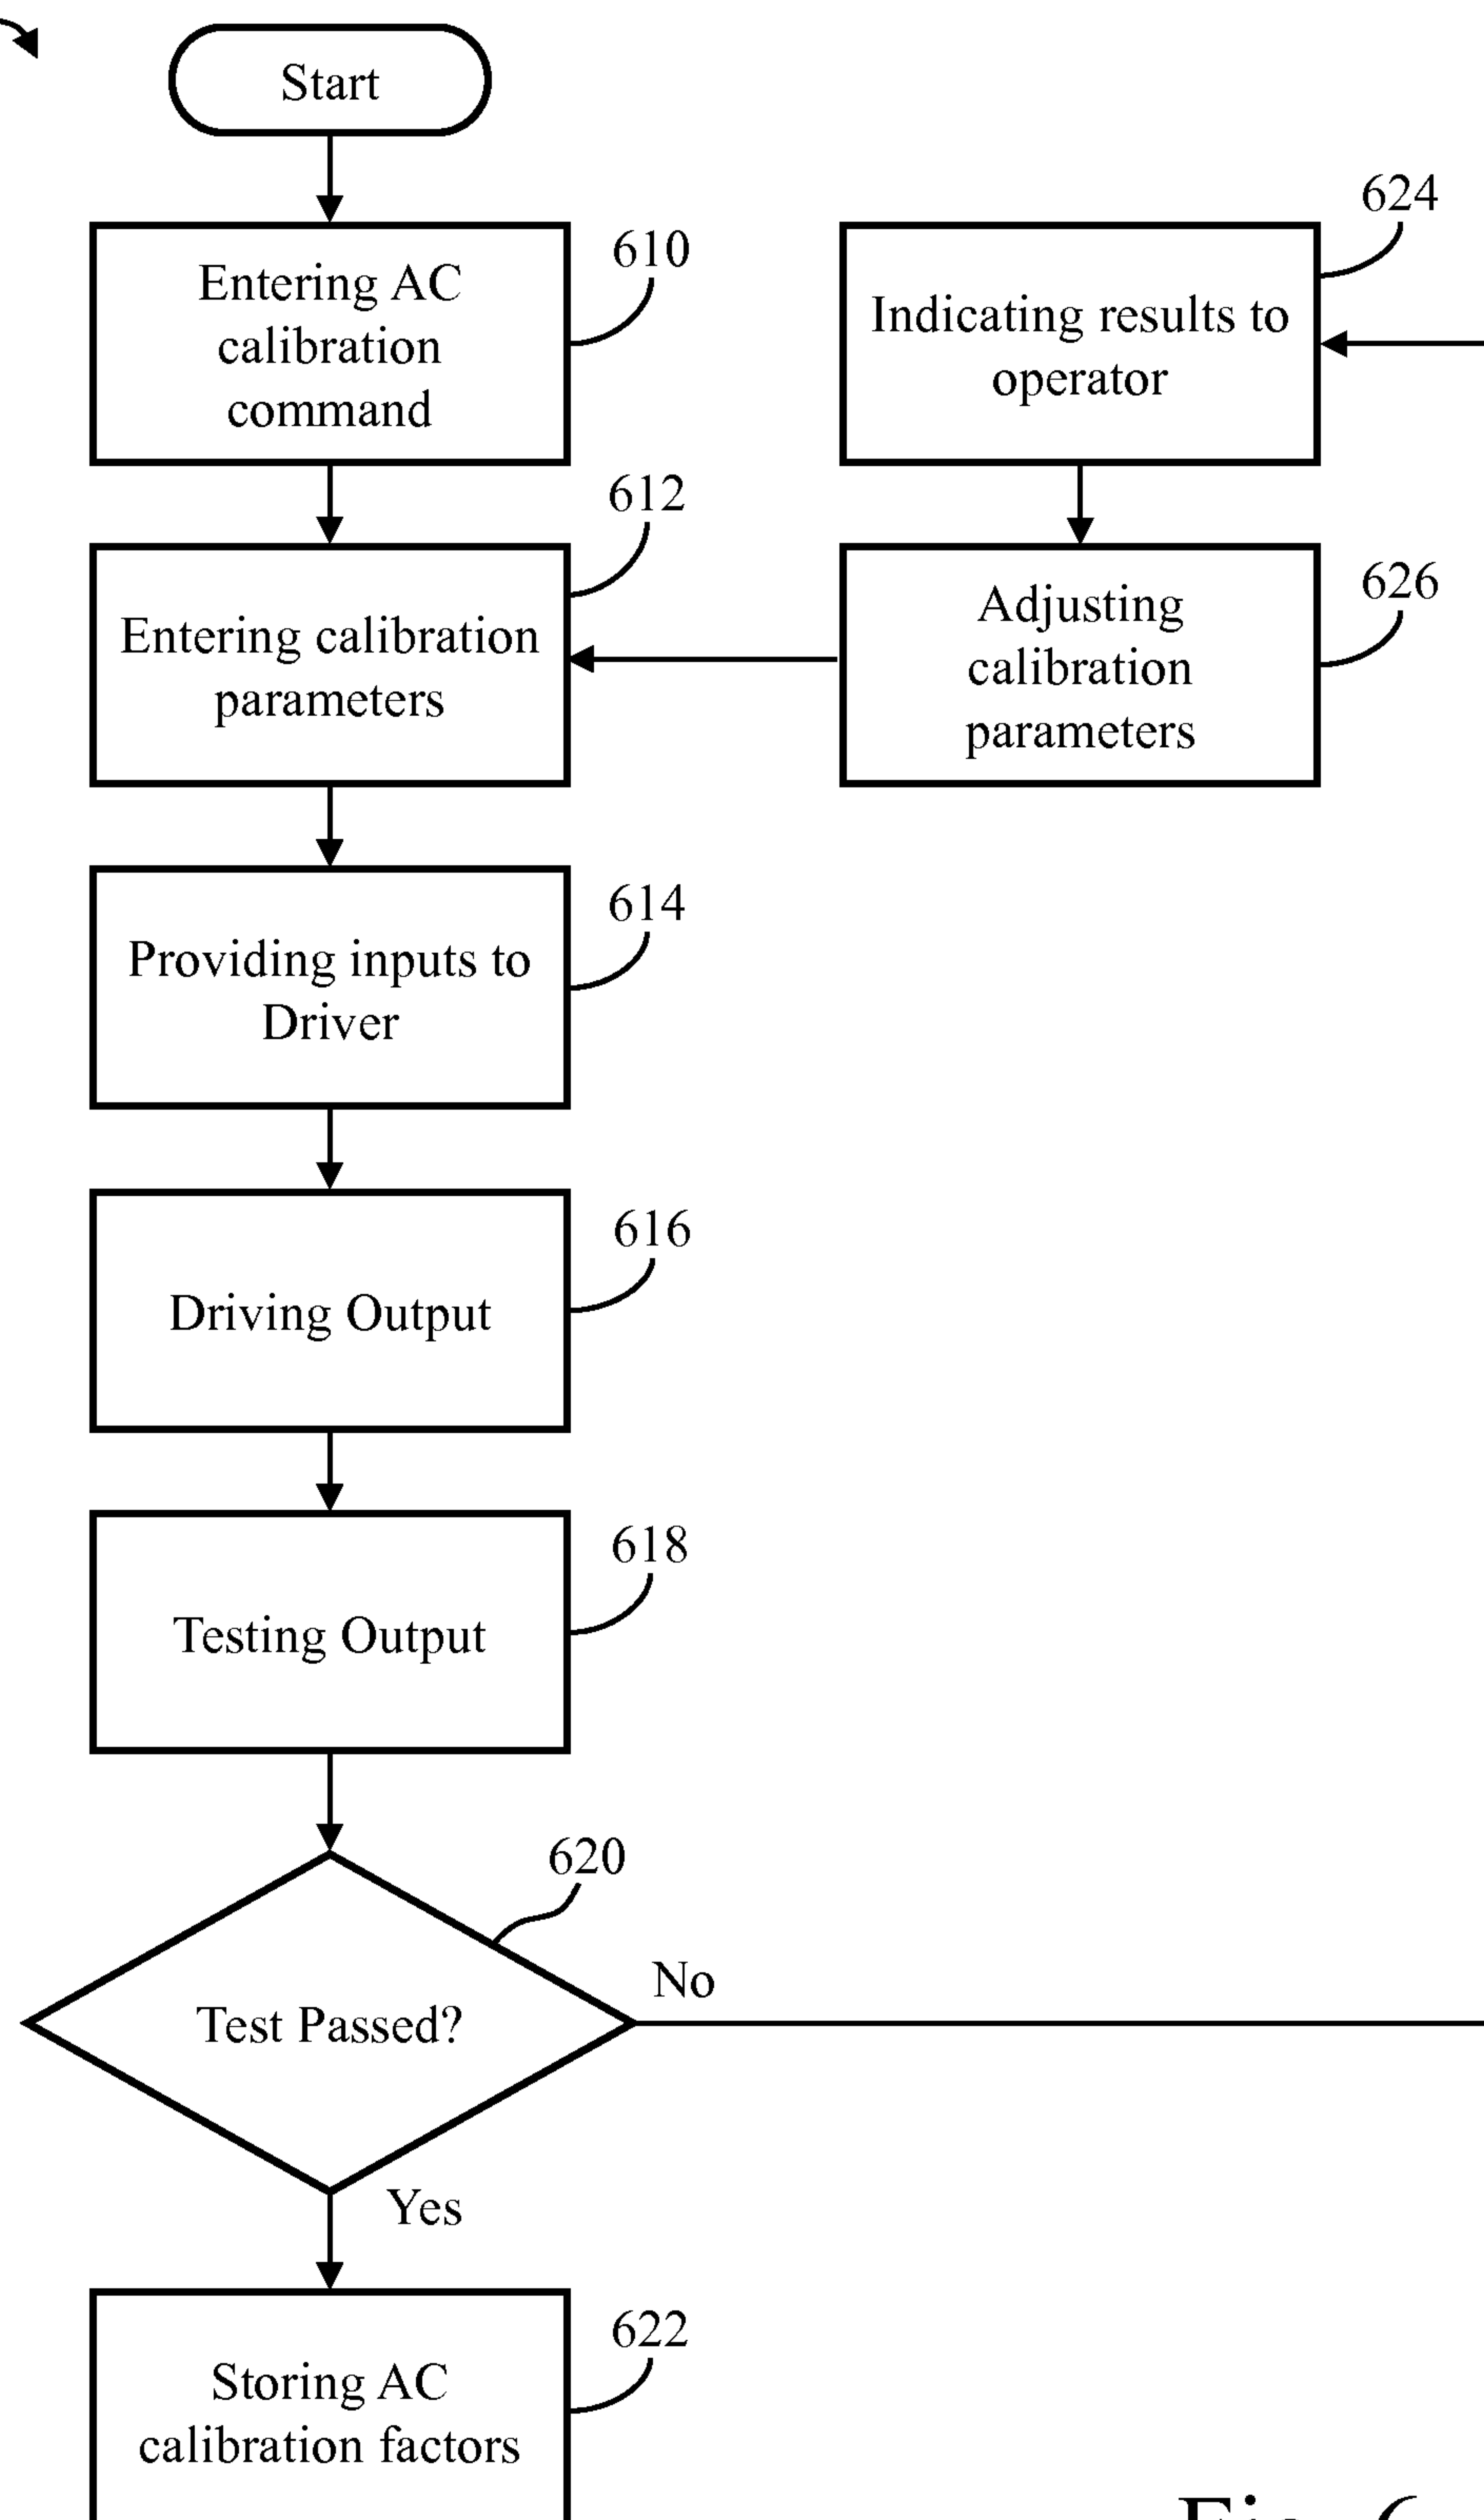 Start
Entering AC
calibration
command
610
Indicating results to
operator
624
Entering calibration
parameters
612
Adjusting
calibration
parameters
626
Providing inputs to
Driver
614
Driving Output
616
Testing Output
618
Test Passed?
620
No
Yes
Storing AC
calibration factors
622